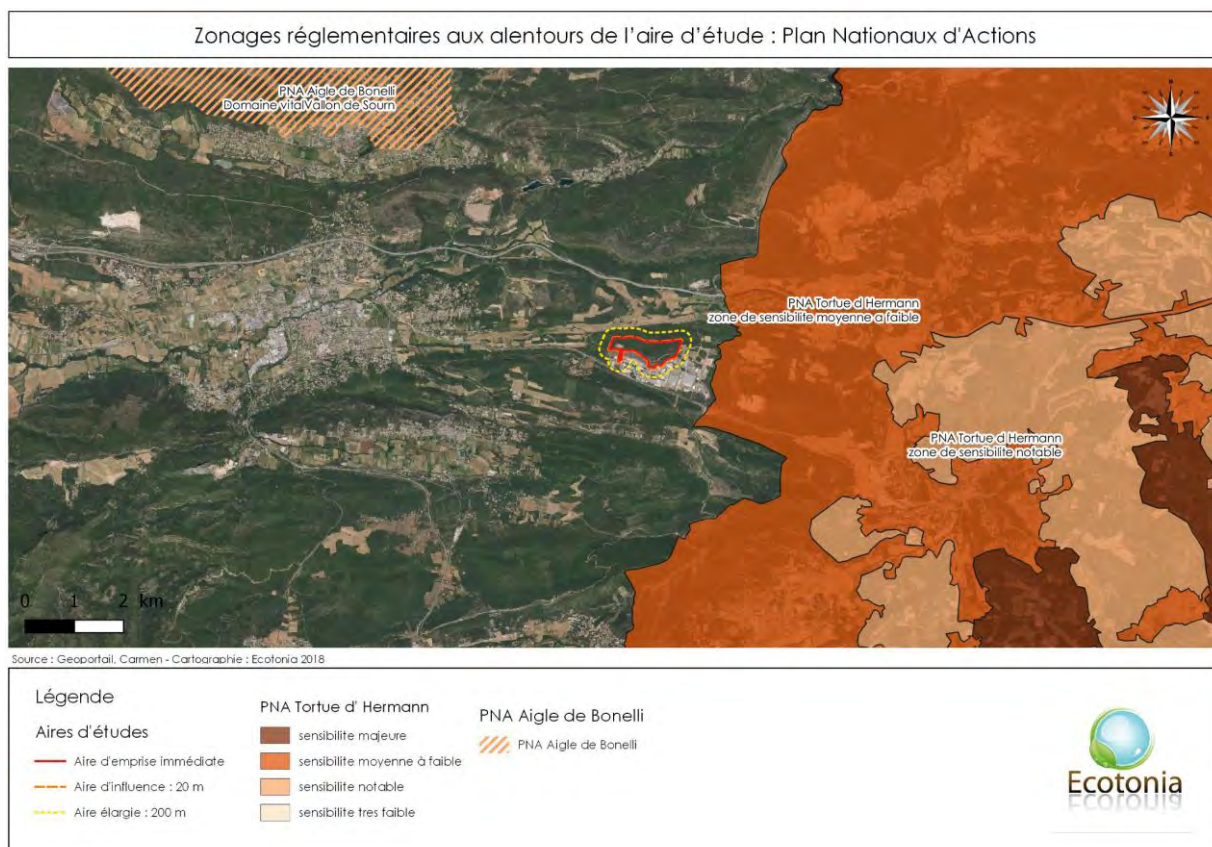 Zonages réglementaires aux alentours de l'aire d'étude : Plan Nationaux d'Actions
PNA Aigle de Bonelli
Domaine vital Vallon de Sourn
PNA Tortue d Hermann
zone de sensibilite moyenne a faible
PNA Tortue d Hermann
zone de sensibilite notable
0 1 2 km
Source : Geoportail, Carmen - Cartographie : Ecotonia 2018
Légende
Aires d'études
Aire d'emprise immédiate
Aire d'influence : 20 m
Aire élargie : 200 m
PNA Tortue d' Hermann
sensibilite majeure
sensibilite moyenne à faible
sensibilite notable
sensibilite tres faible
PNA Aigle de Bonelli
PNA Aigle de Bonelli
Ecotonia